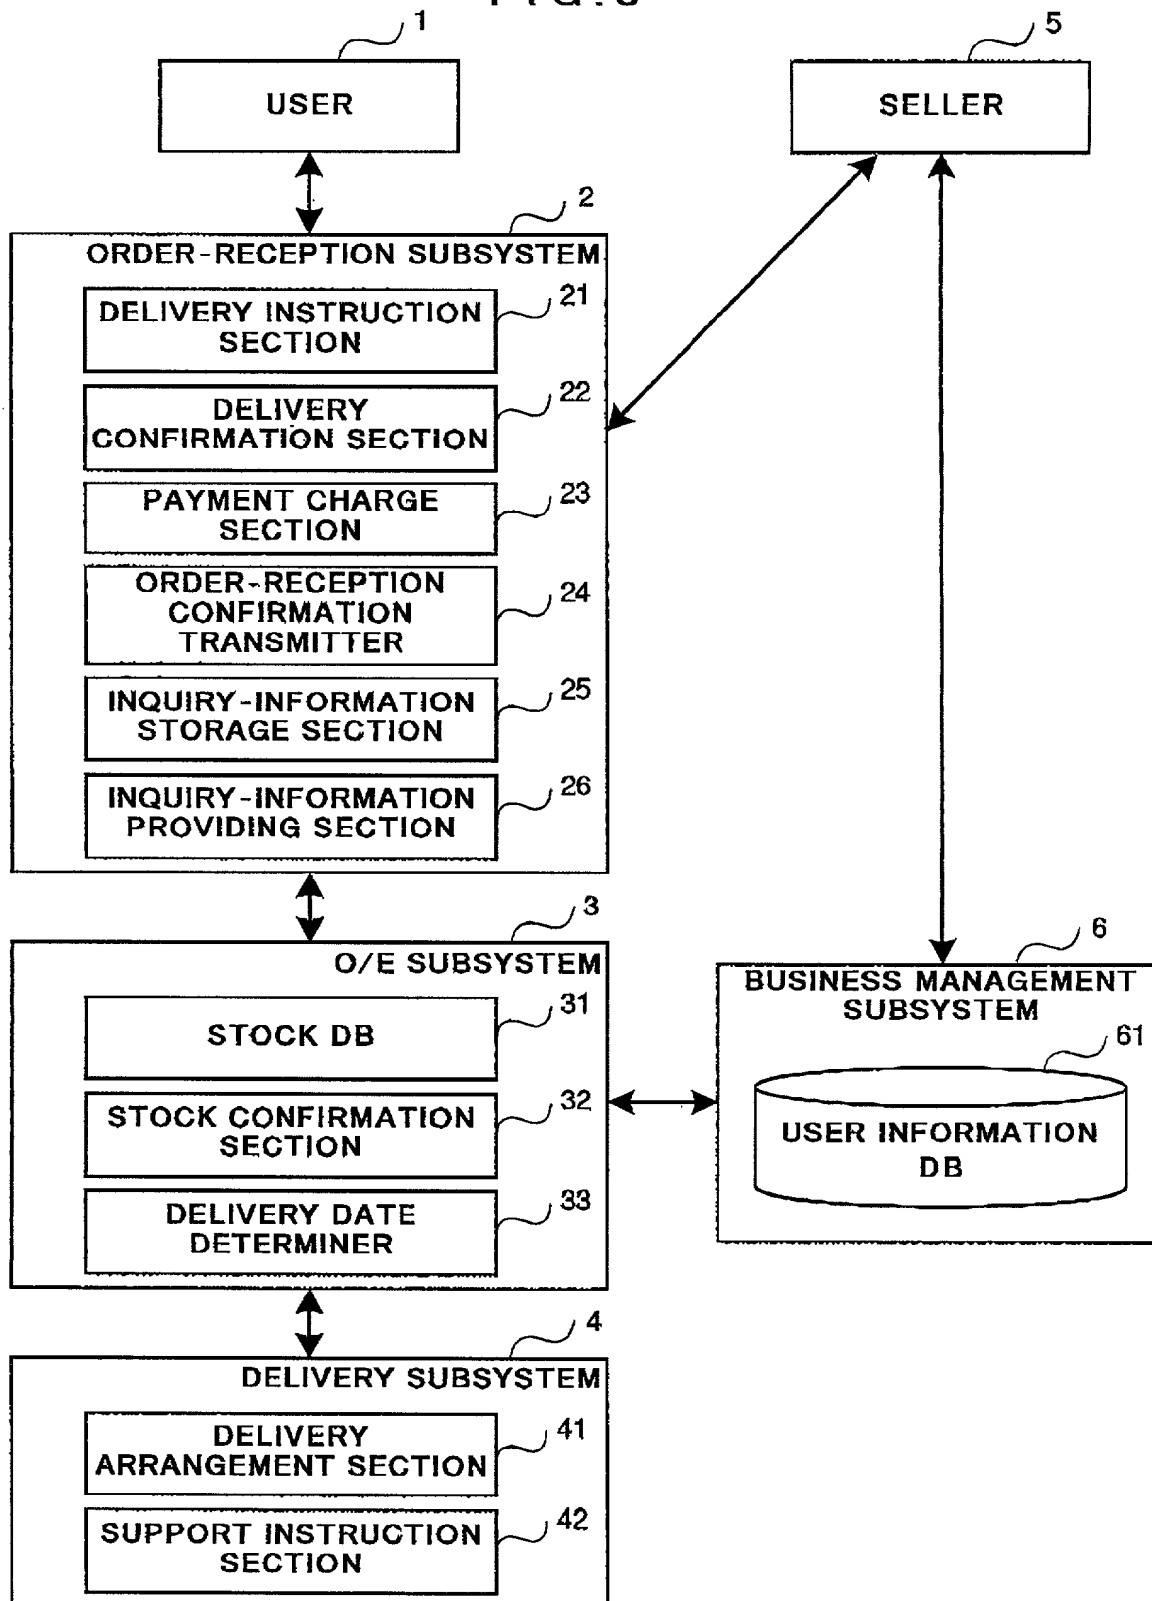 1
5
USER
SELLER
2
ORDER-RECEPTION SUBSYSTEM
21
DELIVERY INSTRUCTION
SECTION
22
DELIVERY
CONFIRMATION SECTION
23
PAYMENT CHARGE
SECTION
24
ORDER-RECEPTION
CONFIRMATION
TRANSMITTER
25
INQUIRY-INFORMATION
STORAGE SECTION
26
INQUIRY-INFORMATION
PROVIDING SECTION
3
O/E SUBSYSTEM
31
STOCK DB
32
STOCK CONFIRMATION
SECTION
33
DELIVERY DATE
DETERMINER
6
BUSINESS MANAGEMENT
SUBSYSTEM
61
USER INFORMATION
DB
4
DELIVERY SUBSYSTEM
41
DELIVERY
ARRANGEMENT SECTION
42
SUPPORT INSTRUCTION
SECTION